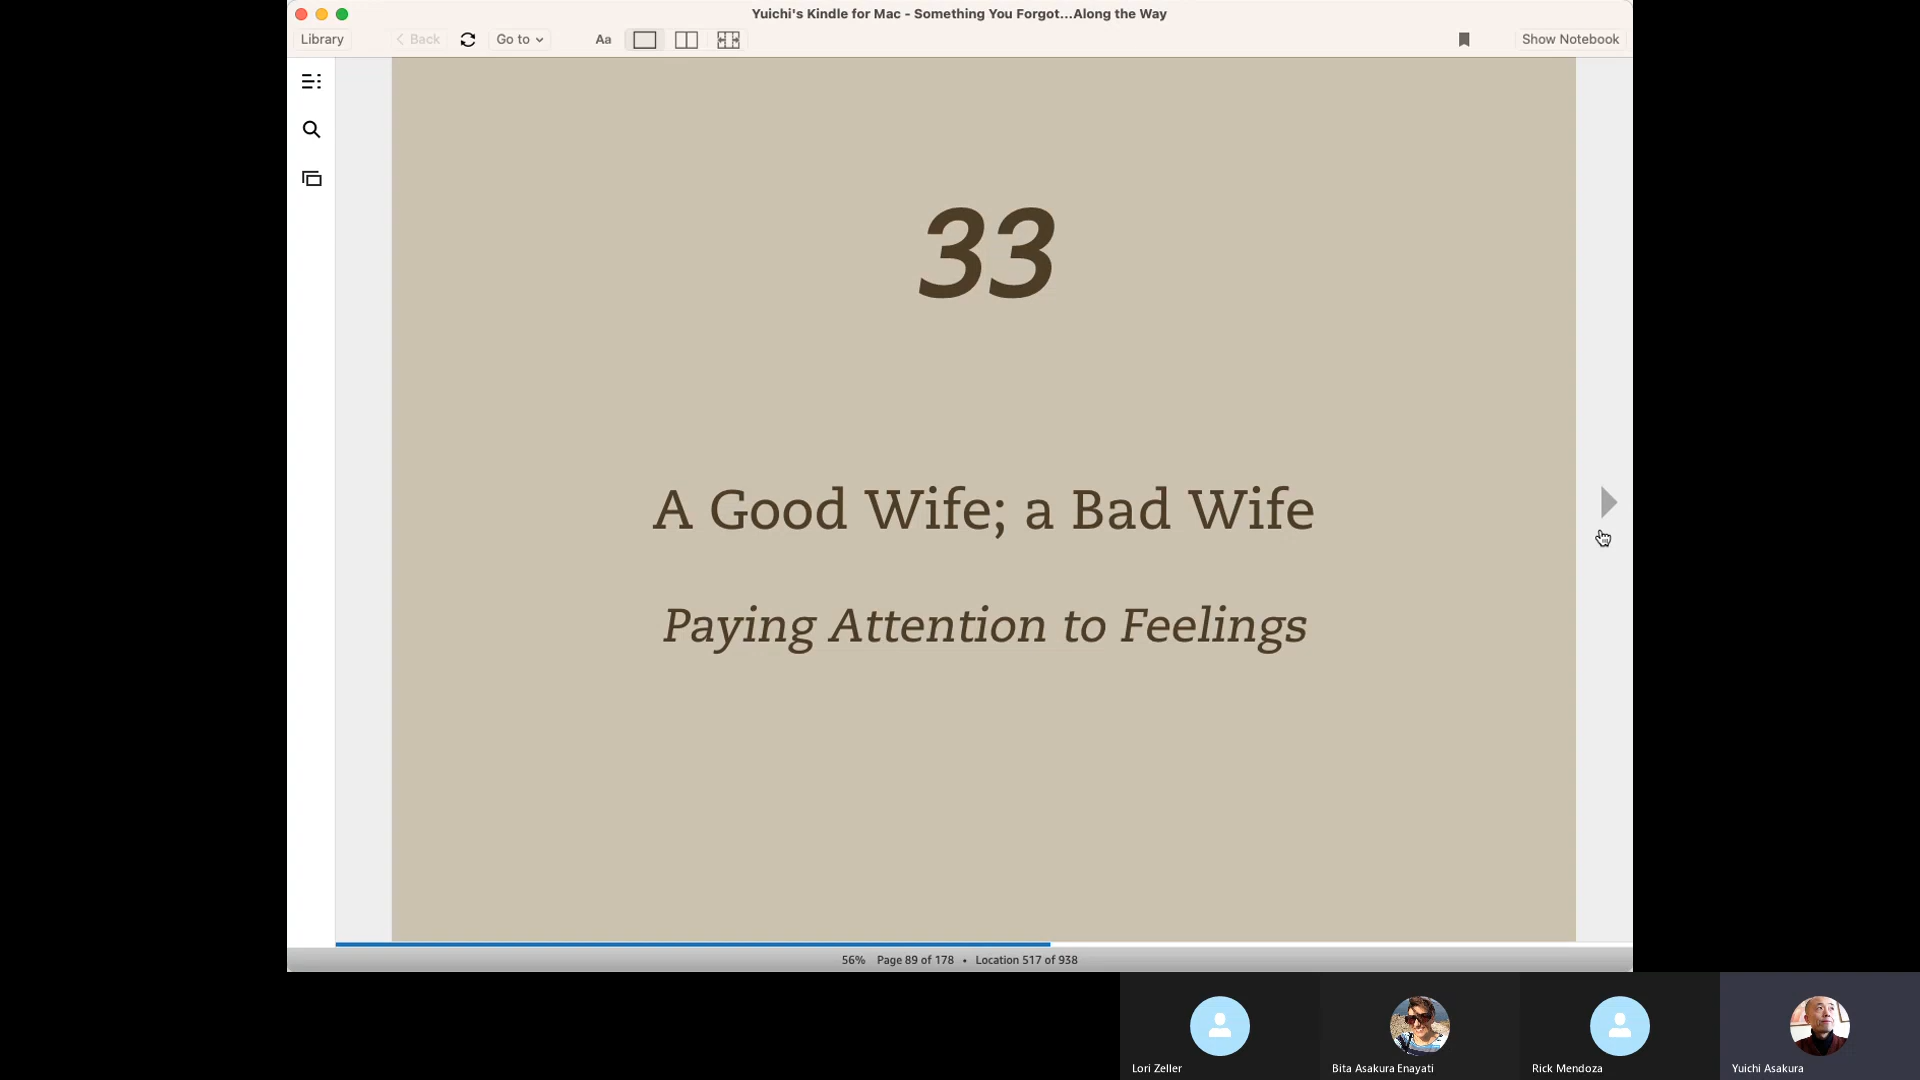 Yuichi's Kindle for Mac - Something You Forgot...Along the Way
Library
Back
Go to
Aa
Show Notebook
33
A Good Wife; a Bad Wife
Paying Attention to Feelings
56% Page 89 of 178 • Location 517 of 938
Lori Zeller
Bita Asakura Enayati
Rick Mendoza
Yuichi Asakura